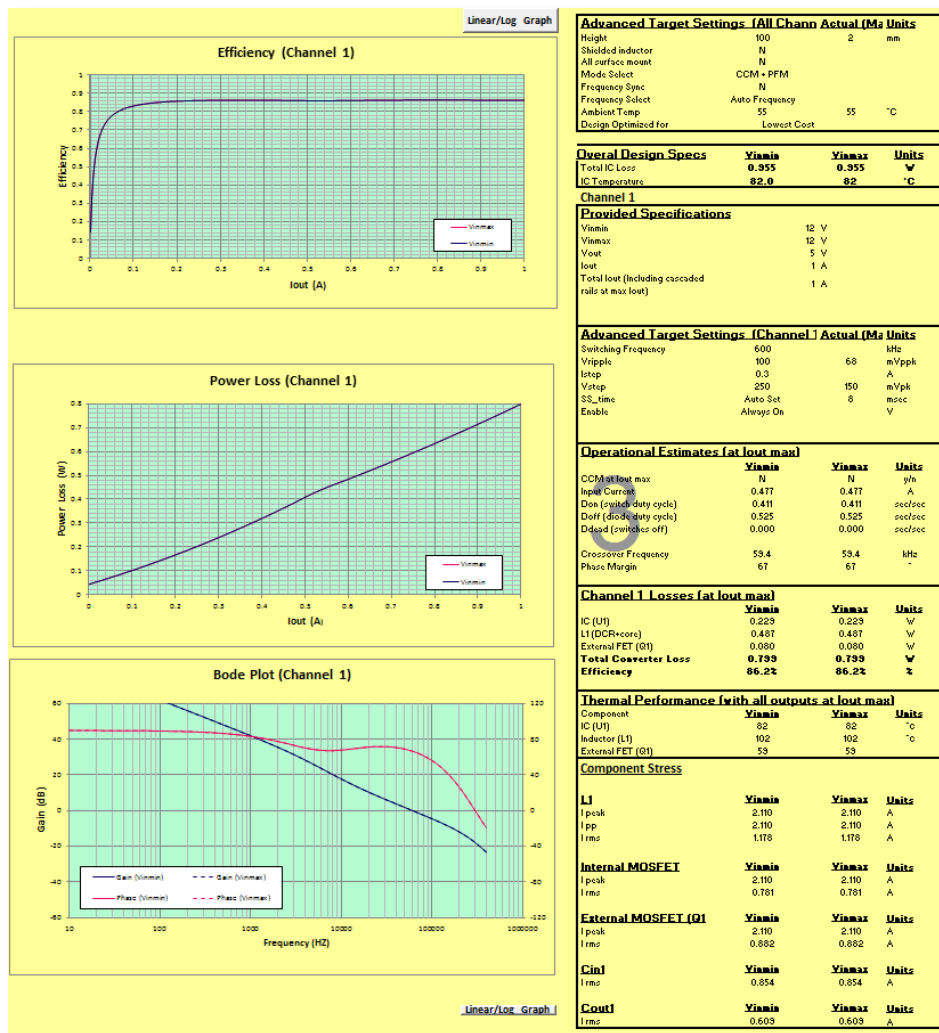 Linear/Log Graph
Efficiency (Channel 1)
Efficiency
1
0.9
0.8
0.7
0.6
0.5
0.4
0.3
0.2
0.1
0
Vinmax
Vinmin
0 0.1 0.2 0.3 0.4 0.5 0.6 0.7 0.8 0.9 1
Iout (A)
Power Loss (Channel 1)
Power Loss (W)
0.8
0.7
0.6
0.5
0.4
0.3
0.2
0.1
0
Vinmax
Vinmin
0 0.2 0.4 0.6 0.8 1
Iout (A)
Bode Plot (Channel 1)
Gain (dB)
60 120
40 80
20 40
0 0
-20 -40
-40 -80
-60 -120
Gain (Vinmin) Gain (Vinmax)
Phase (Vinmin) Phase (Vinmax)
10 100 1000 10000 100000 1000000
Frequency (HZ)
Linear/Log Graph
Advanced Target Settings (All Chann Actual (Ma Units
Height 100 2 mm
Shielded inductor N
All surface mount N
Mode Select CCM + PFM
Frequency Sync N
Frequency Select Auto Frequency
Ambient Temp 55 55 °C
Design Optimized for Lowest Cost
Overal Design Specs Vinmin Vinmax Units
Total IC Loss 0.955 0.955 W
IC Temperature 82.0 82 °C
Channel 1
Provided Specifications
Vinmin 12 V
Vinmax 12 V
Vout 5 V
Iout 1 A
Total Iout (Including cascaded
rails at max Iout) 1 A
Advanced Target Settings (Channel 1 Actual (Ma Units
Switching Frequency 600 kHz
Vripple 100 68 mVppk
Istep 0.3 A
Vstep 250 150 mVpk
SS_time Auto Set 8 msec
Enable Always On V
Operational Estimates (at Iout max)
Vinmin Vinmax Units
CCM at Iout max N N y/n
Input Current 0.477 0.477 A
Don (switch duty cycle) 0.411 0.411 sec/sec
Doff (diode duty cycle) 0.525 0.525 sec/sec
Ddead (switches off) 0.000 0.000 sec/sec
3
Crossover Frequency 59.4 59.4 kHz
Phase Margin 67 67 °
Channel 1 Losses (at Iout max)
Vinmin Vinmax Units
IC (U1) 0.229 0.229 W
L1 (DCR+core) 0.487 0.487 W
External FET (Q1) 0.080 0.080 W
Total Converter Loss 0.799 0.799 W
Efficiency 86.2% 86.2% %
Thermal Performance (with all outputs at Iout max)
Component Vinmin Vinmax Units
IC (U1) 82 82 °c
Inductor (L1) 102 102 °c
External FET (Q1) 59 59
Component Stress
L1 Vinmin Vinmax Units
I peak 2.110 2.110 A
I pp 2.110 2.110 A
I rms 1.178 1.178 A
Internal MOSFET Vinmin Vinmax Units
I peak 2.110 2.110 A
I rms 0.781 0.781 A
External MOSFET (Q1 Vinmin Vinmax Units
I peak 2.110 2.110 A
I rms 0.882 0.882 A
Cin1 Vinmin Vinmax Units
I rms 0.854 0.854 A
Cout1 Vinmin Vinmax Units
I rms 0.609 0.609 A